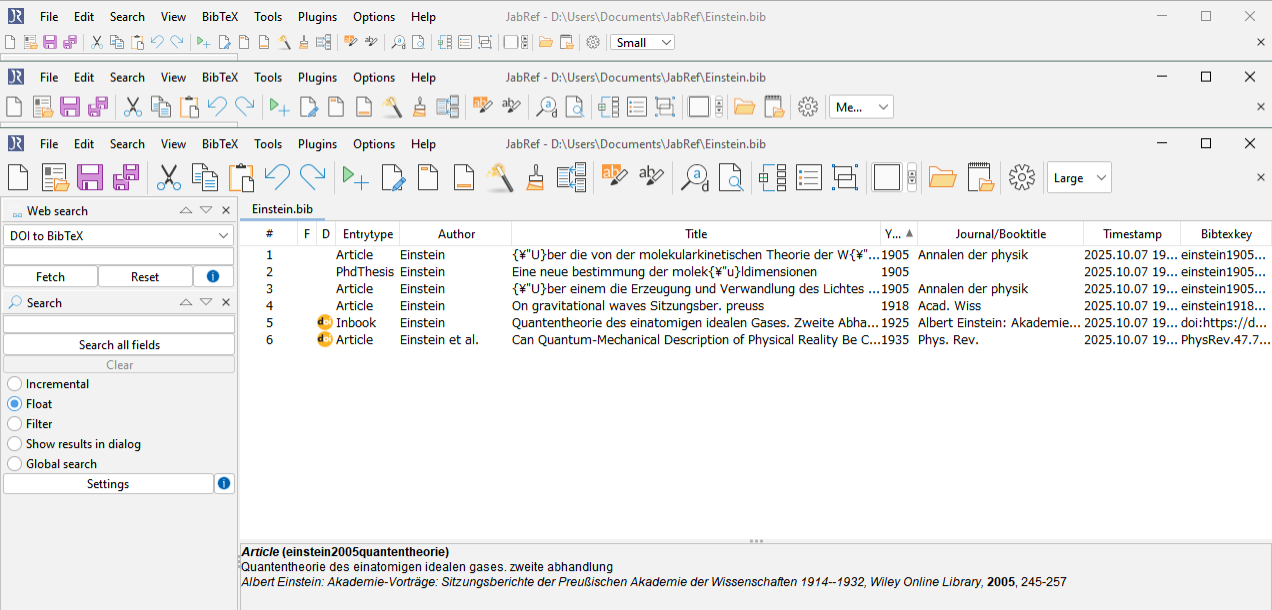 JR File Edit Search View BibTeX Tools Plugins Options Help JabRef - D:\Users\Documents\JabRef\Einstein.bib
Small
JR File Edit Search View BibTeX Tools Plugins Options Help JabRef - D:\Users\Documents\JabRef\Einstein.bib
Me...
JR File Edit Search View BibTeX Tools Plugins Options Help JabRef - D:\Users\Documents\JabRef\Einstein.bib
Large
Web search
DOI to BibTeX
Fetch Reset
Search
Search all fields
Clear
Incremental
Float
Filter
Show results in dialog
Global search
Settings
Einstein.bib
# F D Entrytype Author Title Y... Journal/Booktitle Timestamp Bibtexkey
1 Article Einstein {¥"U}ber die von der molekularkinetischen Theorie der W{¥"... 1905 Annalen der physik 2025.10.07 19... einstein1905...
2 PhdThesis Einstein Eine neue bestimmung der molek{¥"u}ldimensionen 1905 2025.10.07 19... einstein1905...
3 Article Einstein {¥"U}ber einem die Erzeugung und Verwandlung des Lichtes ... 1905 Annalen der physik 2025.10.07 19... einstein1905...
4 Article Einstein On gravitational waves Sitzungsber. preuss 1918 Acad. Wiss 2025.10.07 19... einstein1918...
5 Inbook Einstein Quantentheorie des einatomigen idealen Gases. Zweite Abha... 1925 Albert Einstein: Akademie... 2025.10.07 19... doi:https://d...
6 Article Einstein et al. Can Quantum-Mechanical Description of Physical Reality Be C... 1935 Phys. Rev. 2025.10.07 19... PhysRev.47.7...
Article (einstein2005quantentheorie)
Quantentheorie des einatomigen idealen gases. zweite abhandlung
Albert Einstein: Akademie-Vorträge: Sitzungsberichte der Preußischen Akademie der Wissenschaften 1914--1932, Wiley Online Library, 2005, 245-257